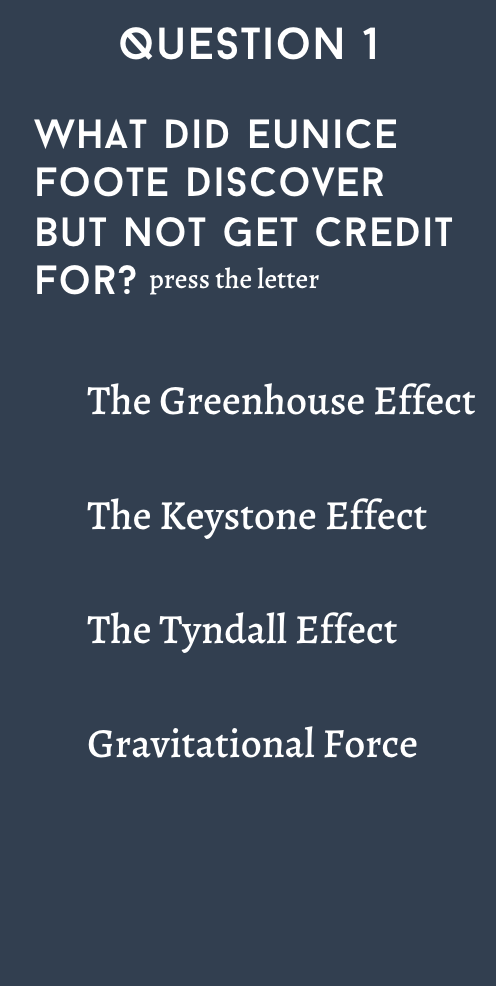 QUESTION 1
WHAT DID EUNICE
FOOTE DISCOVER
BUT NOT GET CREDIT
FOR? press the letter
The Greenhouse Effect
The Keystone Effect
The Tyndall Effect
Gravitational Force